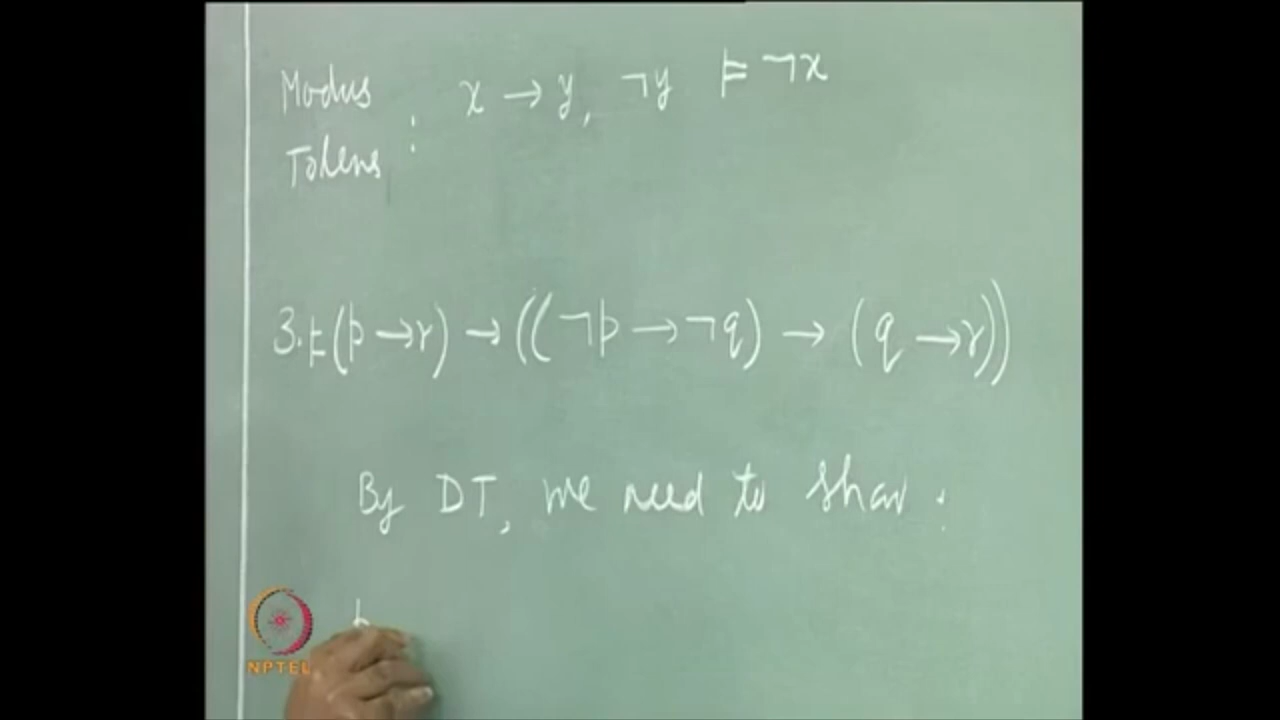 Modus
Tolens : x → y, ¬y ⊨ ¬x
3. ⊨ (p → r) → ((¬p → ¬q) → (q → r))
By DT, we need to show :
p
NPTEL